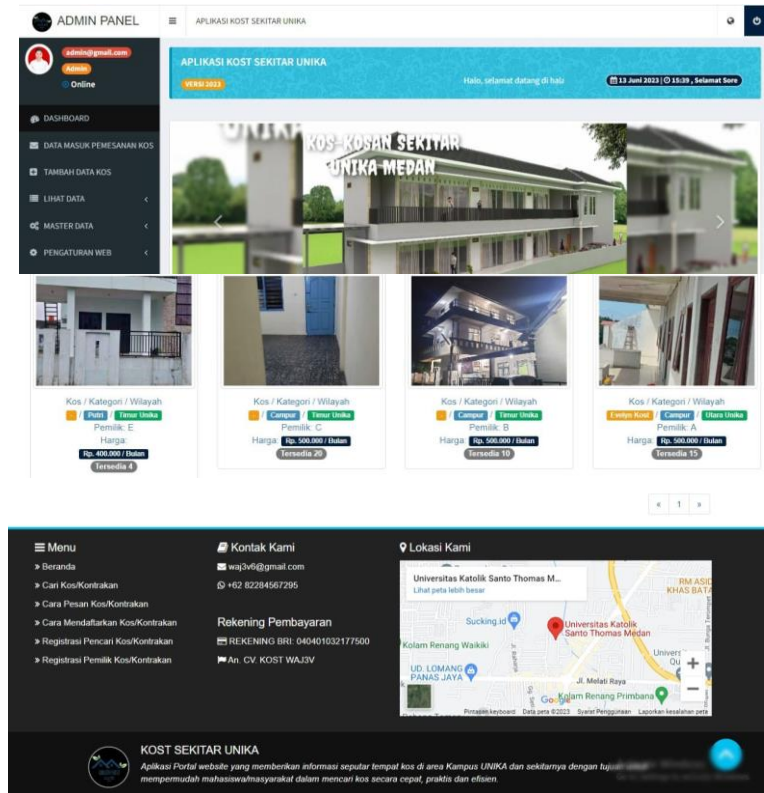 ADMIN PANEL
APLIKASI KOST SEKITAR UNIKA
admin@gmail.com
Admin
Online
APLIKASI KOST SEKITAR UNIKA
VERSI 2023
Halo, selamat datang di hala
13 Juni 2023 | 15:39 , Selamat Sore
DASHBOARD
DATA MASUK PEMESANAN KOS
TAMBAH DATA KOS
LIHAT DATA
MASTER DATA
PENGATURAN WEB
UNIKA
KOS-KOSAN SEKITAR
UNIKA MEDAN
Kos / Kategori / Wilayah
/ Putri / Timur Unika
Pemilik: E
Harga:
Rp. 400.000 / Bulan
Tersedia 4
Kos / Kategori / Wilayah
/ Campur / Timur Unika
Pemilik: C
Harga: Rp. 500.000 / Bulan
Tersedia 20
Kos / Kategori / Wilayah
/ Campur / Timur Unika
Pemilik: B
Harga: Rp. 500.000 / Bulan
Tersedia 10
Kos / Kategori / Wilayah
Evelyn Kost / Campur / Utara Unika
Pemilik: A
Harga: Rp. 500.000 / Bulan
Tersedia 15
« 1 »
Menu
» Beranda
» Cari Kos/Kontrakan
» Cara Pesan Kos/Kontrakan
» Cara Mendaftarkan Kos/Kontrakan
» Registrasi Pencari Kos/Kontrakan
» Registrasi Pemilik Kos/Kontrakan
Kontak Kami
waj3v6@gmail.com
+62 82284567295
Rekening Pembayaran
REKENING BRI: 040401032177500
An. CV. KOST WAJ3V
Lokasi Kami
Universitas Katolik Santo Thomas M...
Lihat peta lebih besar
RM ASID
KHAS BATA
Sucking.id
Universitas Katolik
Santo Thomas Medan
Kolam Renang Waikiki
UD. LOMANG
PANAS JAYA
Univers
Qu
Jl. Melati Raya
Google
Kolam Renang Primbana
Pintasan keyboard Data peta ©2023 Syarat Penggunaan Laporkan kesalahan peta
KOST SEKITAR UNIKA
Aplikasi Portal website yang memberikan informasi seputar tempat kos di area Kampus UNIKA dan sekitarnya dengan tujuan untuk
mempermudah mahasiswa/masyarakat dalam mencari kos secara cepat, praktis dan efisien.